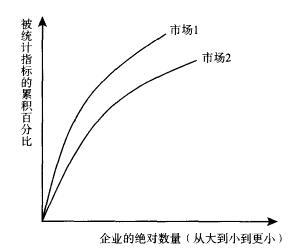 被统计指标的累积百分比
市场1
市场2
企业的绝对数量（从大到小到更小）